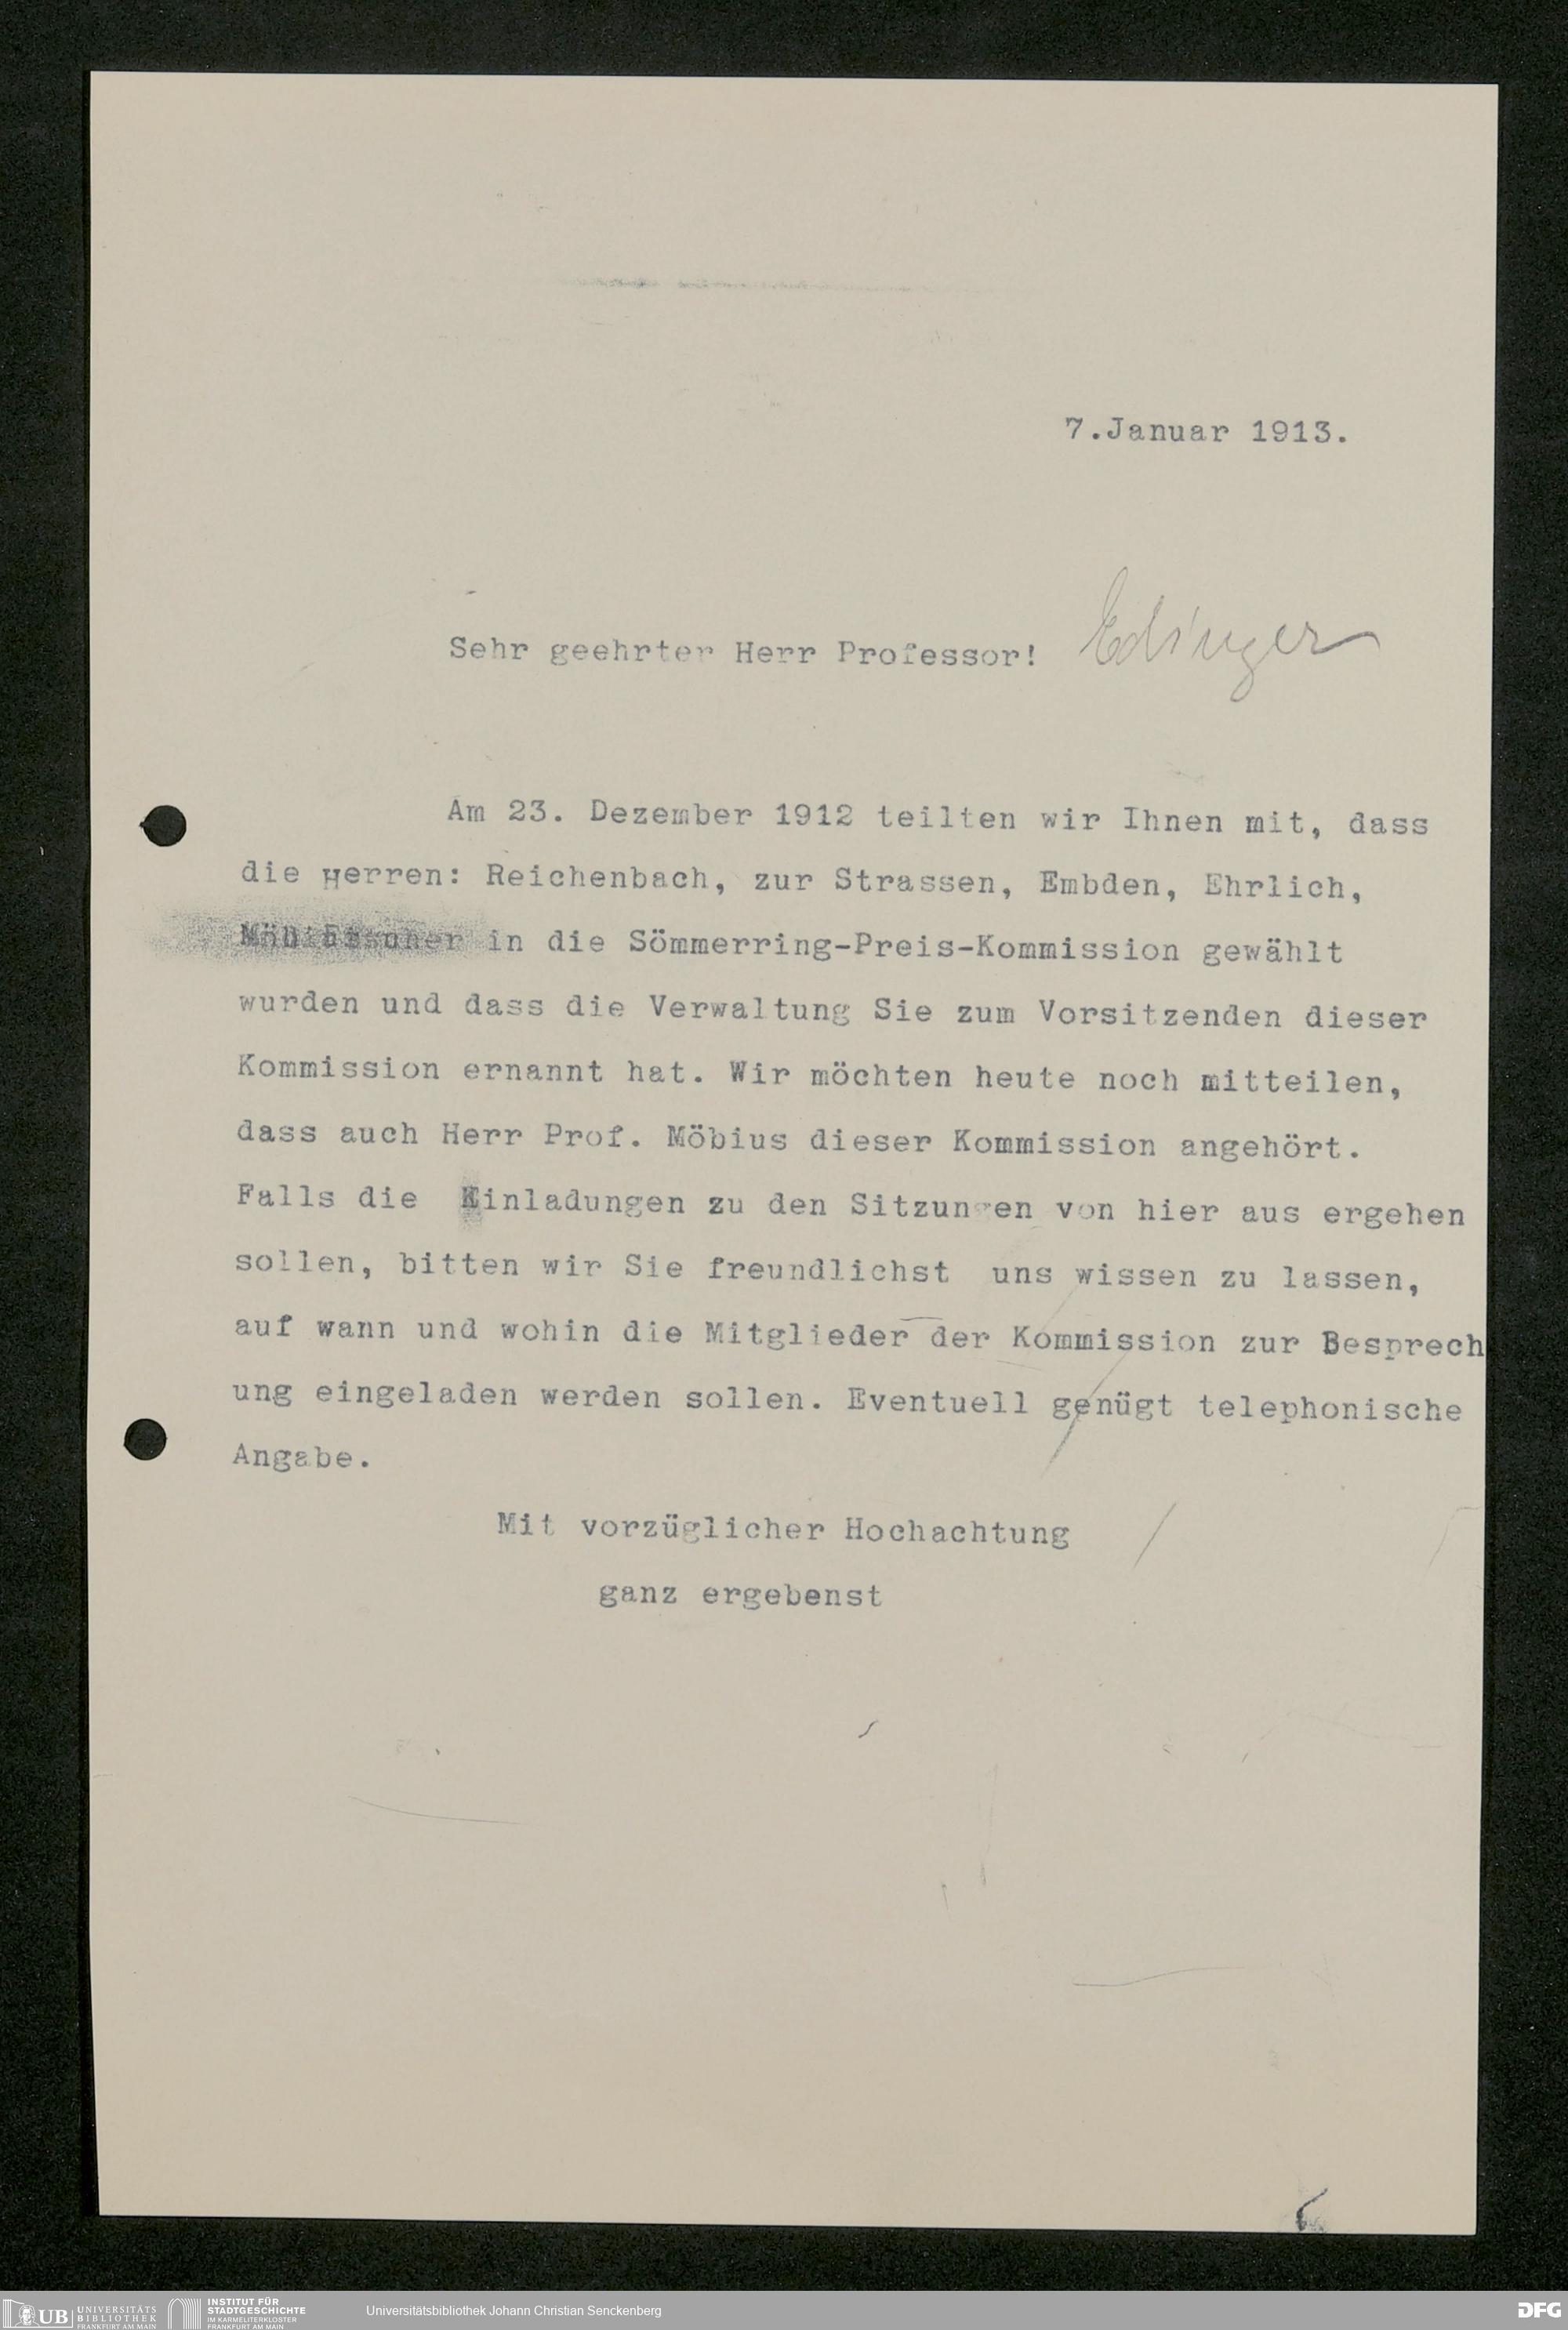 7.Januar 1913.
Sehr geehrter Herr Professor! Edinger
Am 23. Dezember 1912 teilten wir Ihnen mit, dass
die Herren: Reichenbach, zur Strassen, Embden, Ehrlich,
in die Sömmerring-Preis-Kommission gewählt
wurden und dass die Verwaltung Sie zum Vorsitzenden dieser
Kommission ernannt hat. Wir möchten heute noch mitteilen,
dass auch Herr Prof. Möbius dieser Kommission angehört.
Falls die Einladungen zu den Sitzungen von hier aus ergehen
sollen, bitten wir Sie freundlichst uns wissen zu lassen,
auf wann und wohin die Mitglieder der Kommission zur Besprech
ung eingeladen werden sollen. Eventuell genügt telephonische
Angabe.
Mit vorzüglicher Hochachtung
ganz ergebenst
UB UNIVERSITÄTS BIBLIOTHEK FRANKFURT AM MAIN
INSTITUT FÜR STADTGESCHICHTE IM KARMELITERKLOSTER FRANKFURT AM MAIN
Universitätsbibliothek Johann Christian Senckenberg
DFG